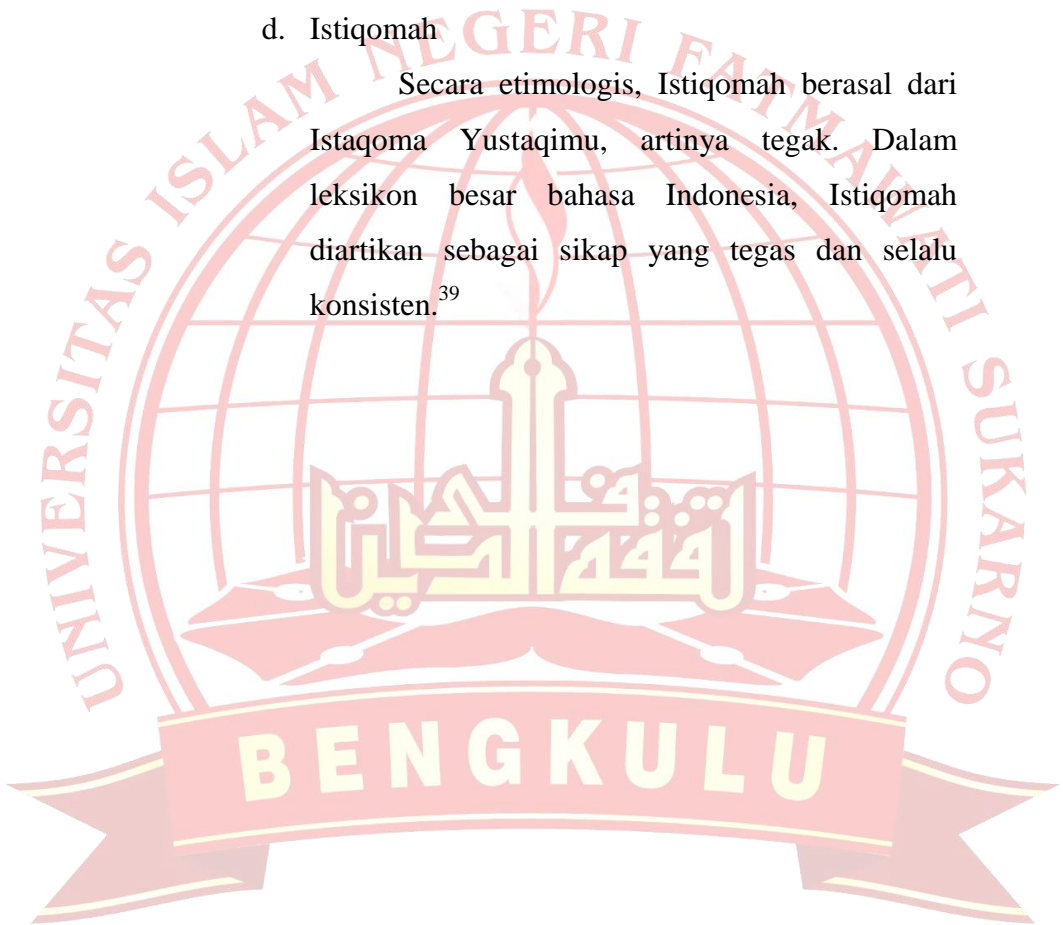 d. Istiqomah
Secara etimologis, Istiqomah berasal dari
Istaqoma Yustaqimu, artinya tegak. Dalam
leksikon besar bahasa Indonesia, Istiqomah
diartikan sebagai sikap yang tegas dan selalu
konsisten.39
UNIVERSITAS ISLAM NEGERI FATMAWATI SUKARNO
BENGKULU